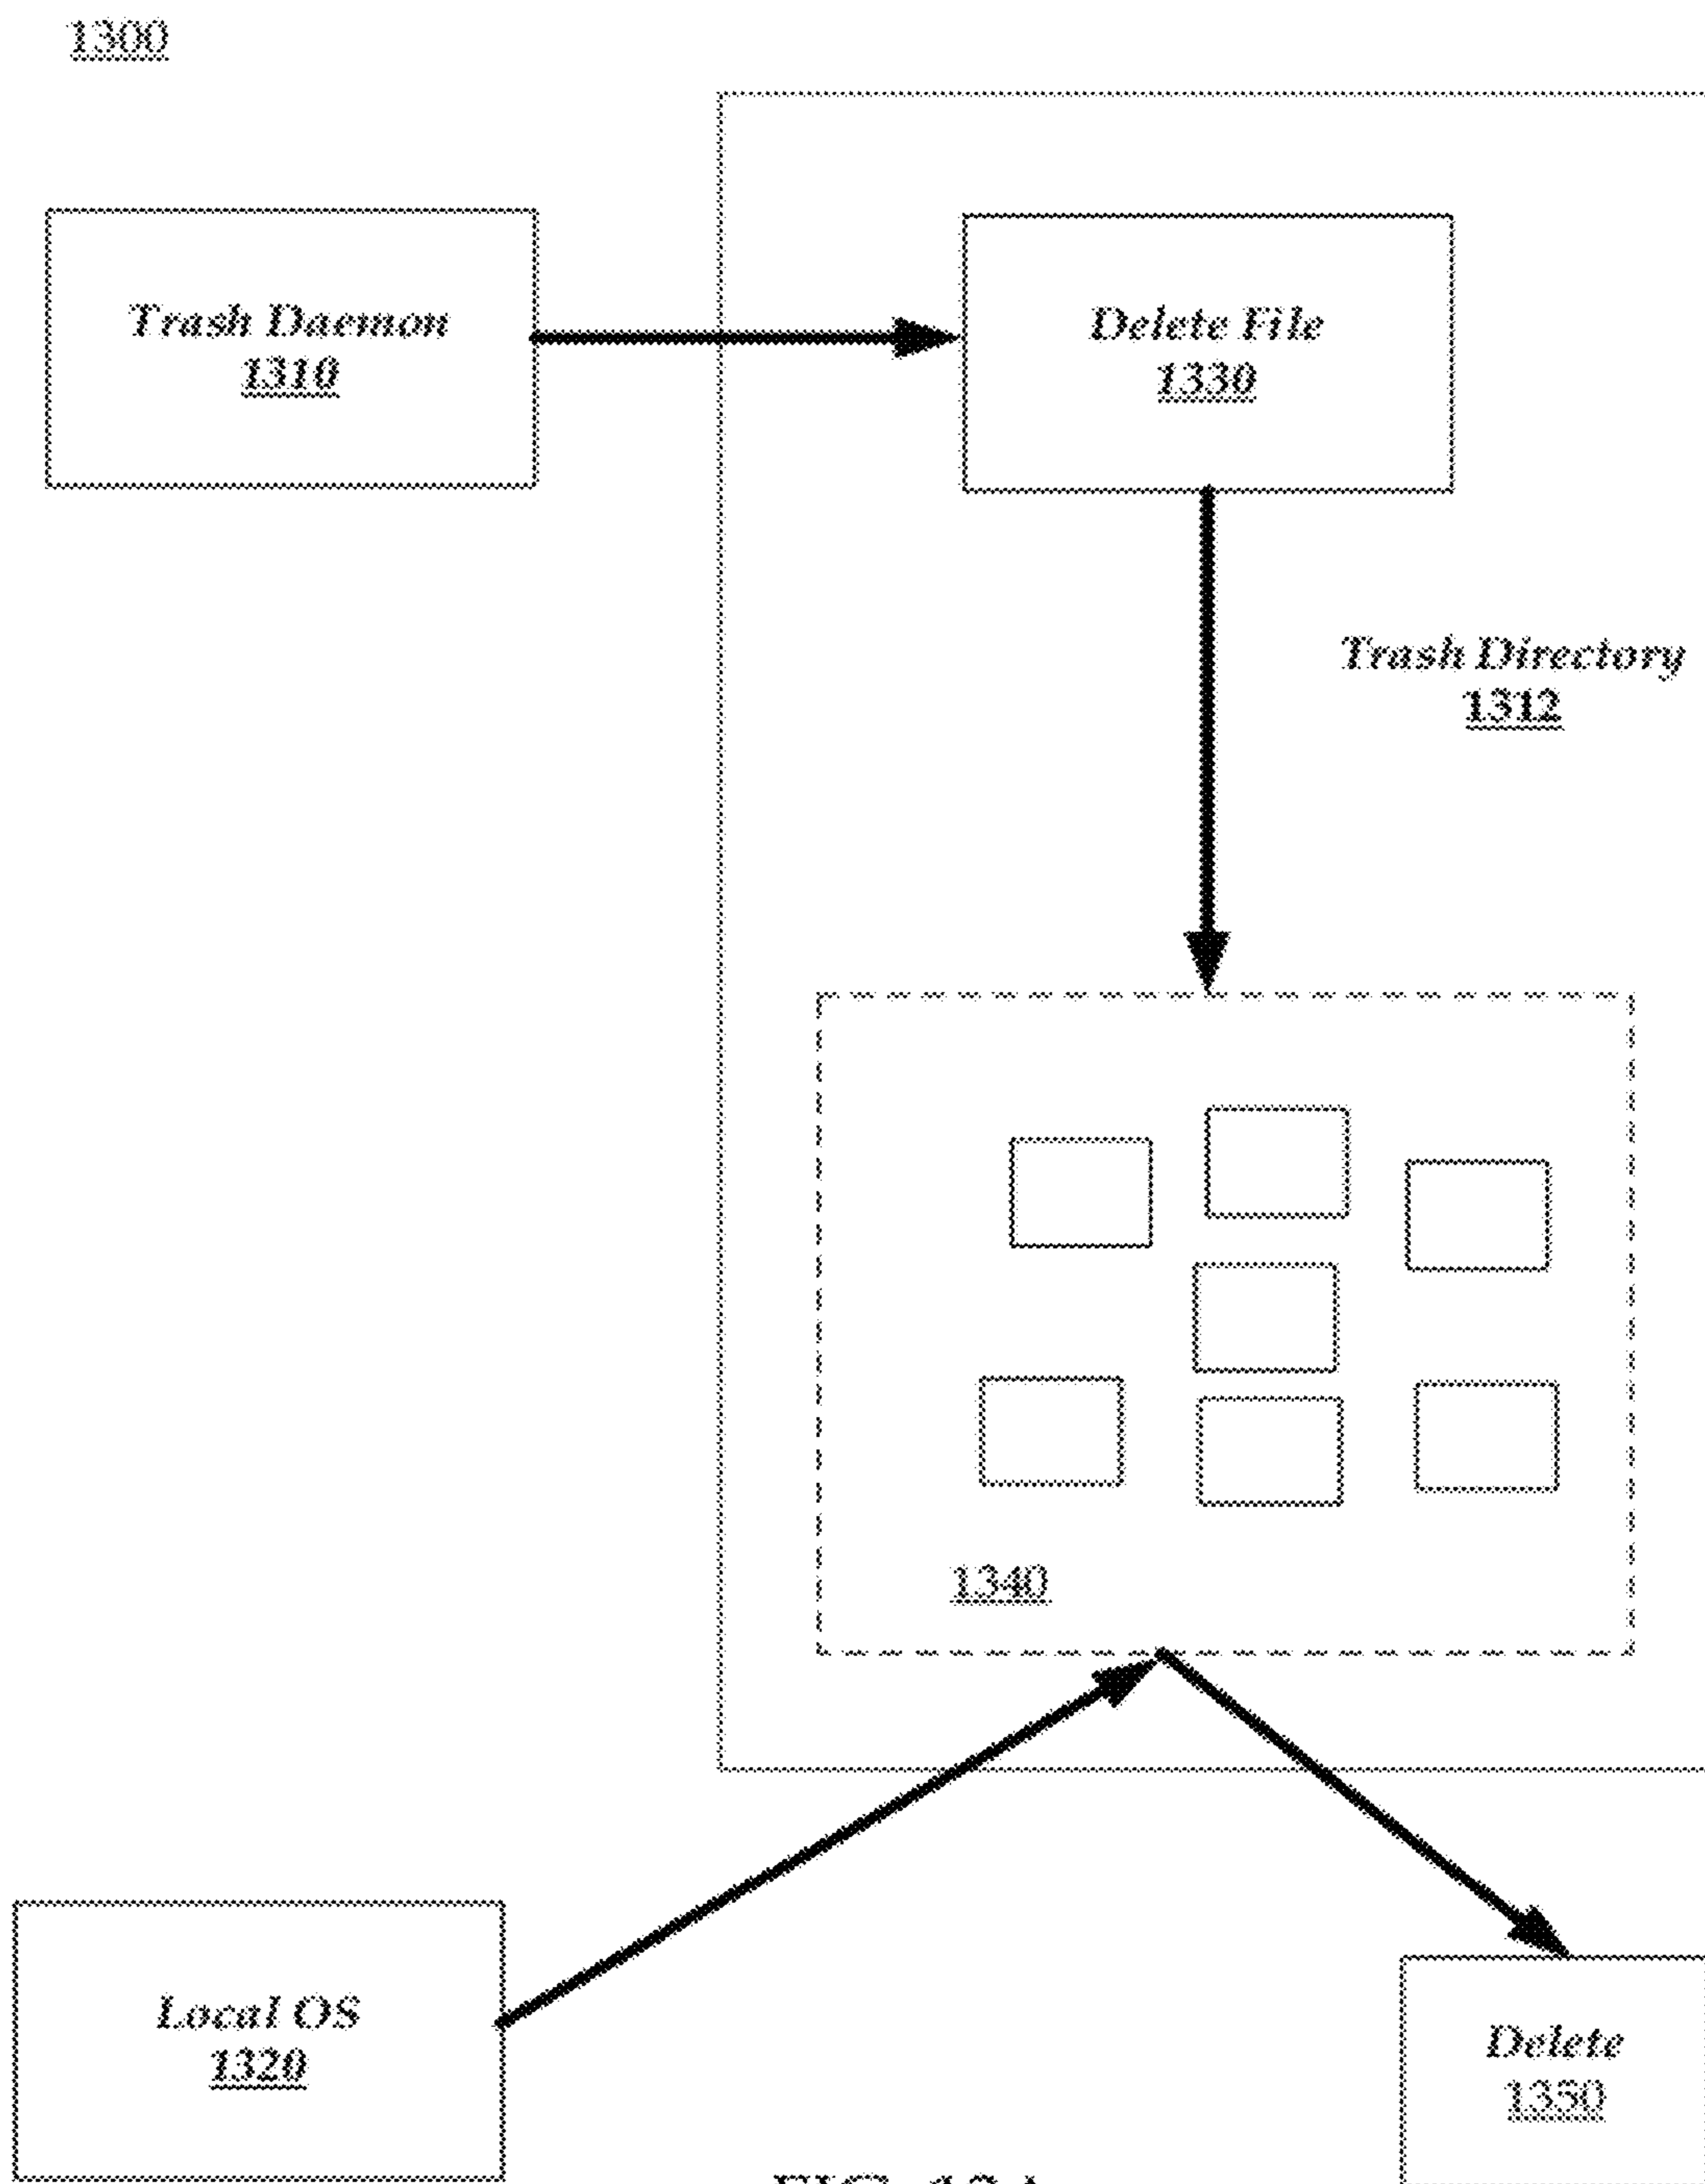 1300
Trash Daemon
1310
Delete File
1330
Trash Directory
1312
1340
Local OS
1320
Delete
1350